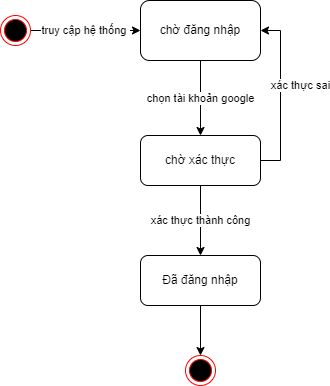 truy cập hệ thống
chờ đăng nhập
chọn tài khoản google
xác thực sai
chờ xác thực
xác thực thành công
Đã đăng nhập